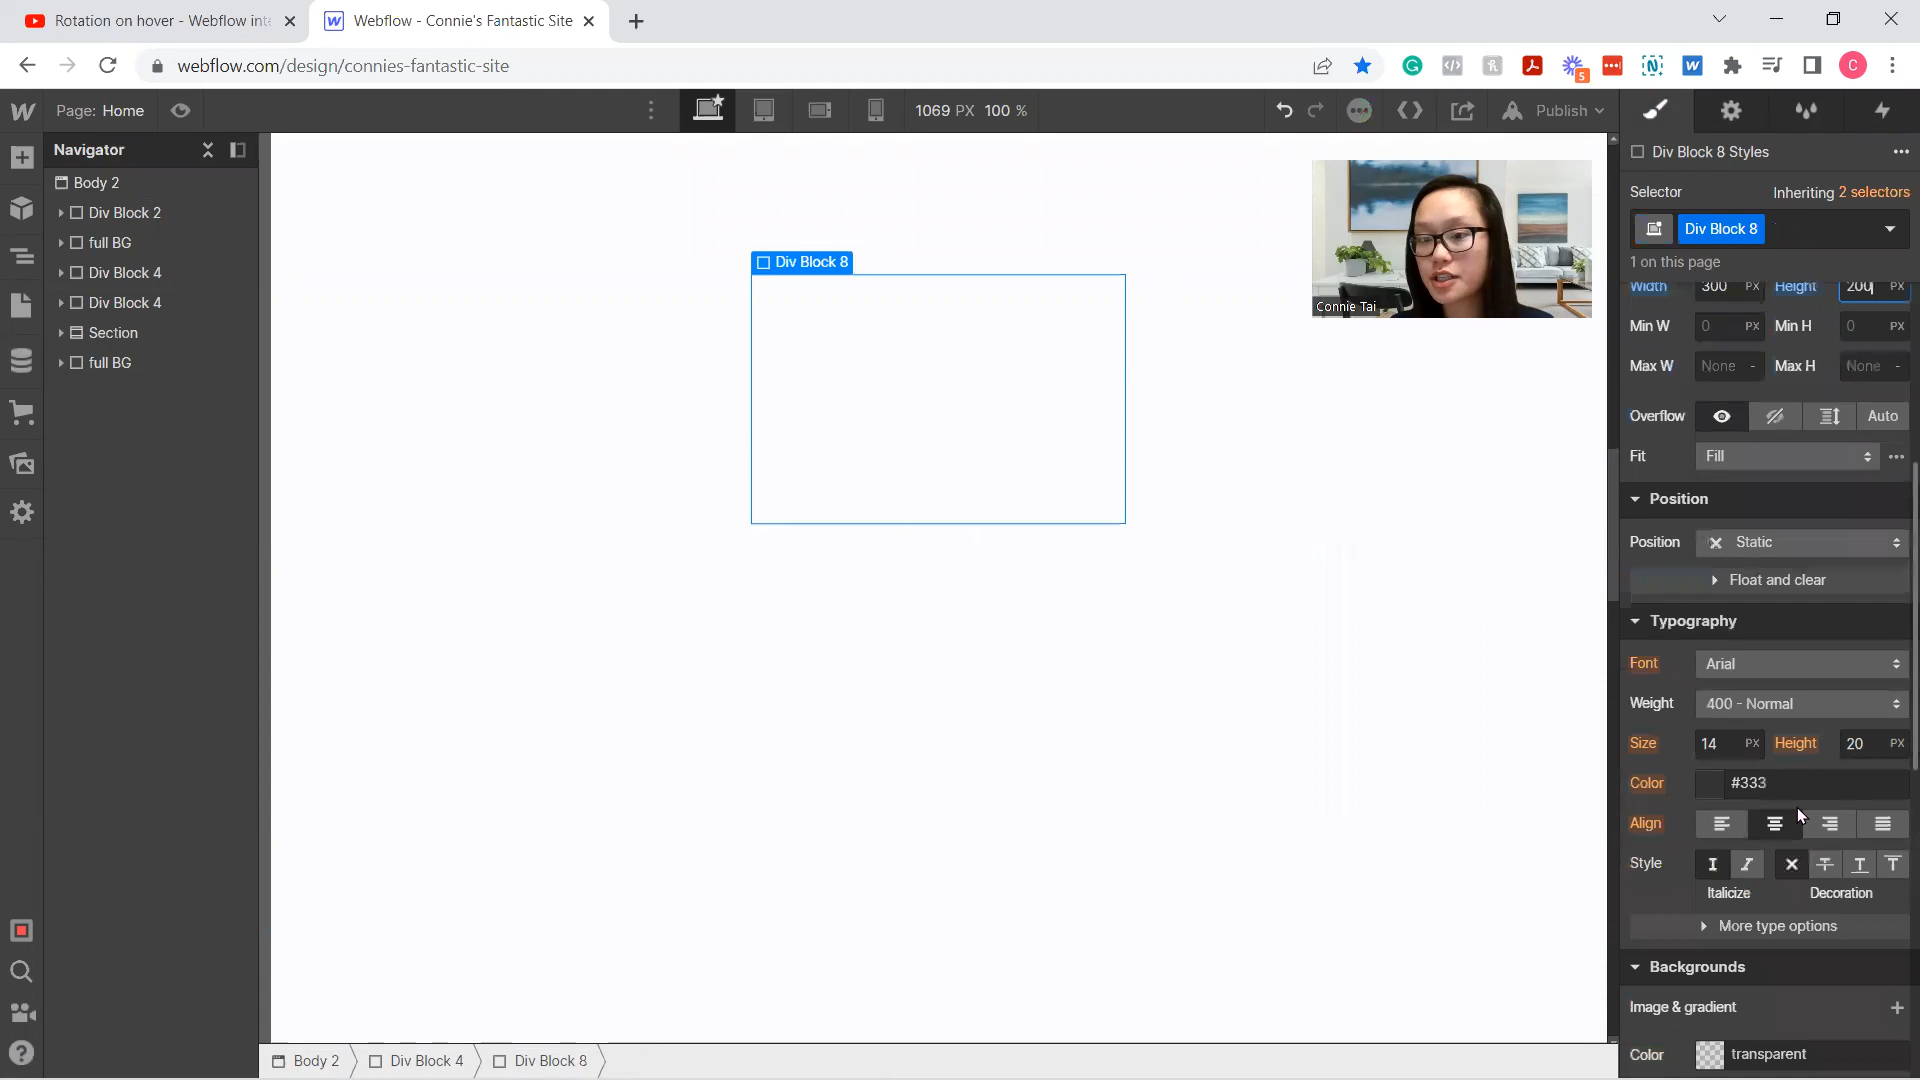 Rotation on hover - Webflow inte
Webflow - Connie's Fantastic Site
webflow.com/design/connies-fantastic-site
5
C
Page: Home
1069 PX 100 %
Publish
Navigator
Body 2
Div Block 2
full BG
Div Block 4
Div Block 4
Section
full BG
Div Block 8
Connie Tai
Div Block 8 Styles
Selector
Inheriting 2 selectors
Div Block 8
1 on this page
Width 300 PX Height 200 PX
Min W 0 PX Min H 0 PX
Max W None - Max H None -
Overflow Auto
Fit Fill
Position
Position Static
Float and clear
Typography
Font Arial
Weight 400 - Normal
Size 14 PX Height 20 PX
Color #333
Align
Style
Italicize Decoration
More type options
Backgrounds
Image & gradient
Color transparent
Body 2 Div Block 4 Div Block 8